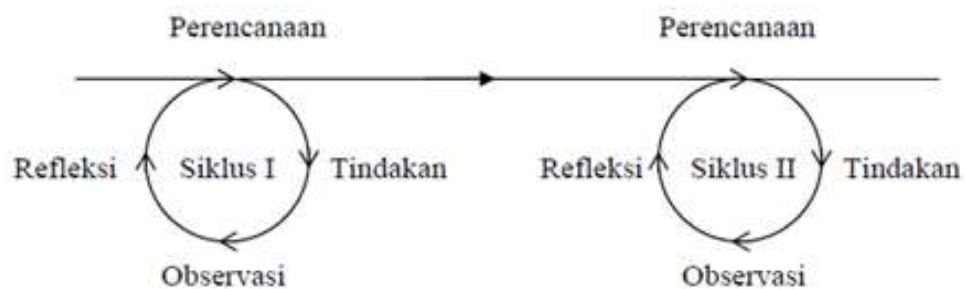 Perencanaan Perencanaan
Refleksi Siklus I Tindakan Refleksi Siklus II Tindakan
Observasi Observasi